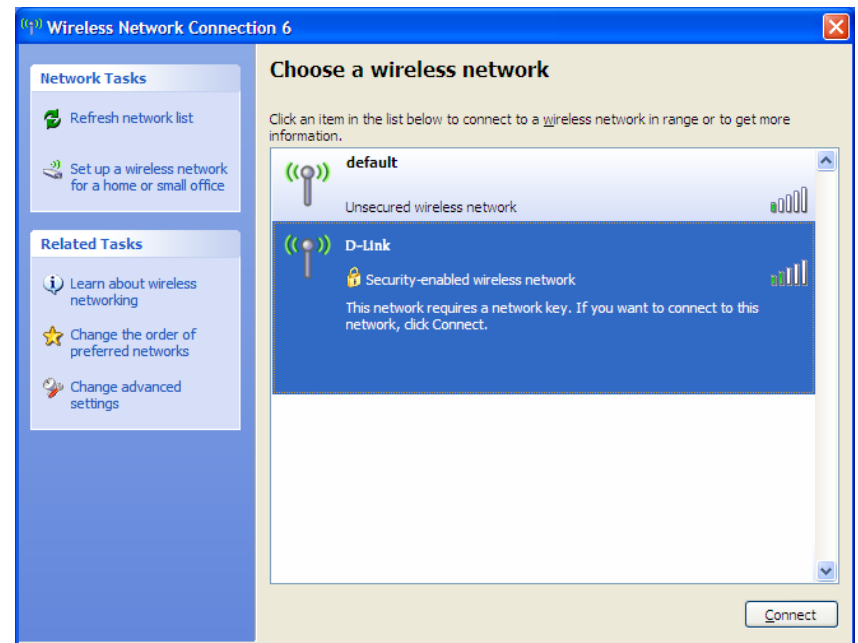 Wireless Network Connection 6
Network Tasks
Refresh network list
Set up a wireless network
for a home or small office
Related Tasks
Learn about wireless
networking
Change the order of
preferred networks
Change advanced
settings
Choose a wireless network
Click an item in the list below to connect to a wireless network in range or to get more
information.
default
Unsecured wireless network
D-Link
Security-enabled wireless network
This network requires a network key. If you want to connect to this
network, click Connect.
Connect